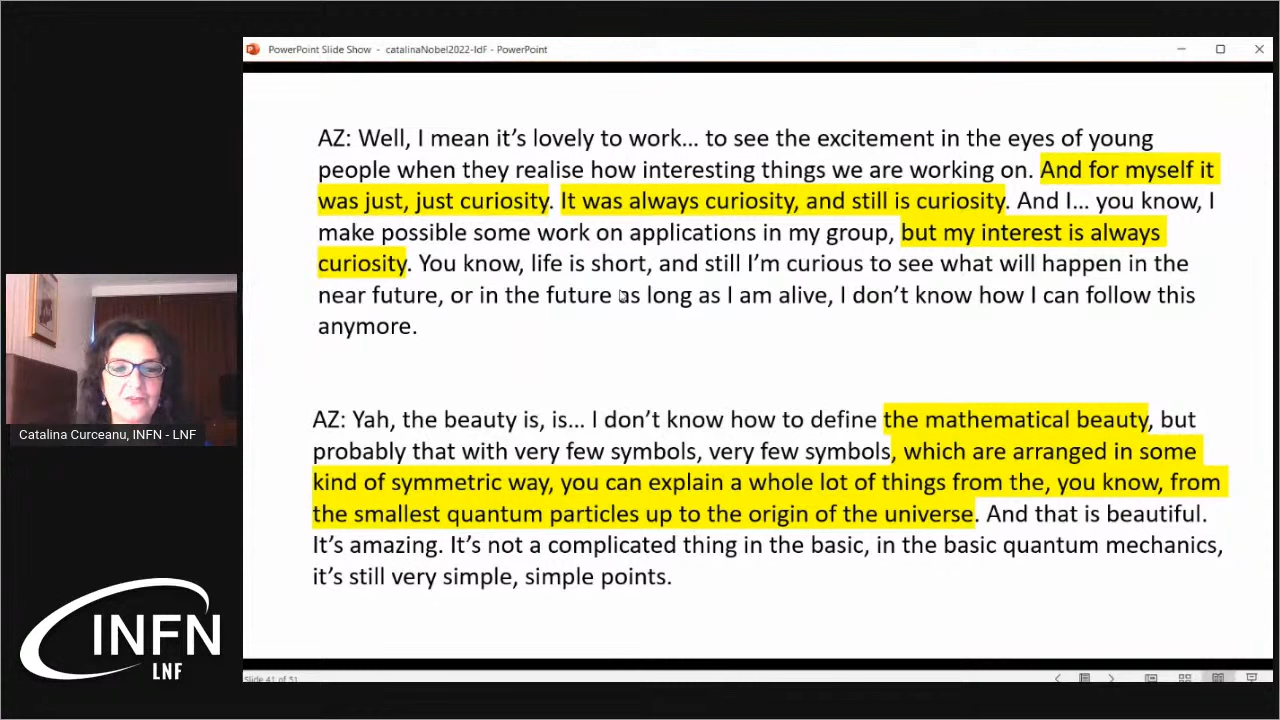 PowerPoint Slide Show - catalinaNobel2022-IdF - PowerPoint
AZ: Well, I mean it’s lovely to work... to see the excitement in the eyes of young
people when they realise how interesting things we are working on. And for myself it
was just, just curiosity. It was always curiosity, and still is curiosity. And I... you know, I
make possible some work on applications in my group, but my interest is always
curiosity. You know, life is short, and still I’m curious to see what will happen in the
near future, or in the future as long as I am alive, I don’t know how I can follow this
anymore.
AZ: Yah, the beauty is, is... I don’t know how to define the mathematical beauty, but
probably that with very few symbols, very few symbols, which are arranged in some
kind of symmetric way, you can explain a whole lot of things from the, you know, from
the smallest quantum particles up to the origin of the universe. And that is beautiful.
It’s amazing. It’s not a complicated thing in the basic, in the basic quantum mechanics,
it’s still very simple, simple points.
Catalina Curceanu, INFN - LNF
INFN
LNF
Slide 41 of 51